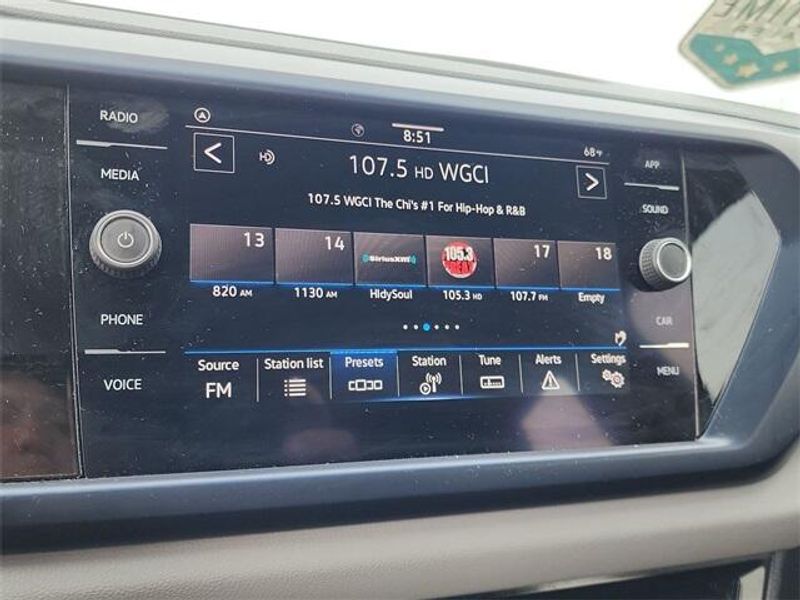 RADIO
MEDIA
PHONE
VOICE
8:51
68°F
107.5 HD WGCI
107.5 WGCI The Chi's #1 For Hip-Hop & R&B
13
14
SiriusXM
105.3
17
18
820 AM
1130 AM
HldySoul
105.3 HD
107.7 FM
Empty
Source
Station list
Presets
Station
Tune
Alerts
Settings
FM
APP
SOUND
CAR
MENU